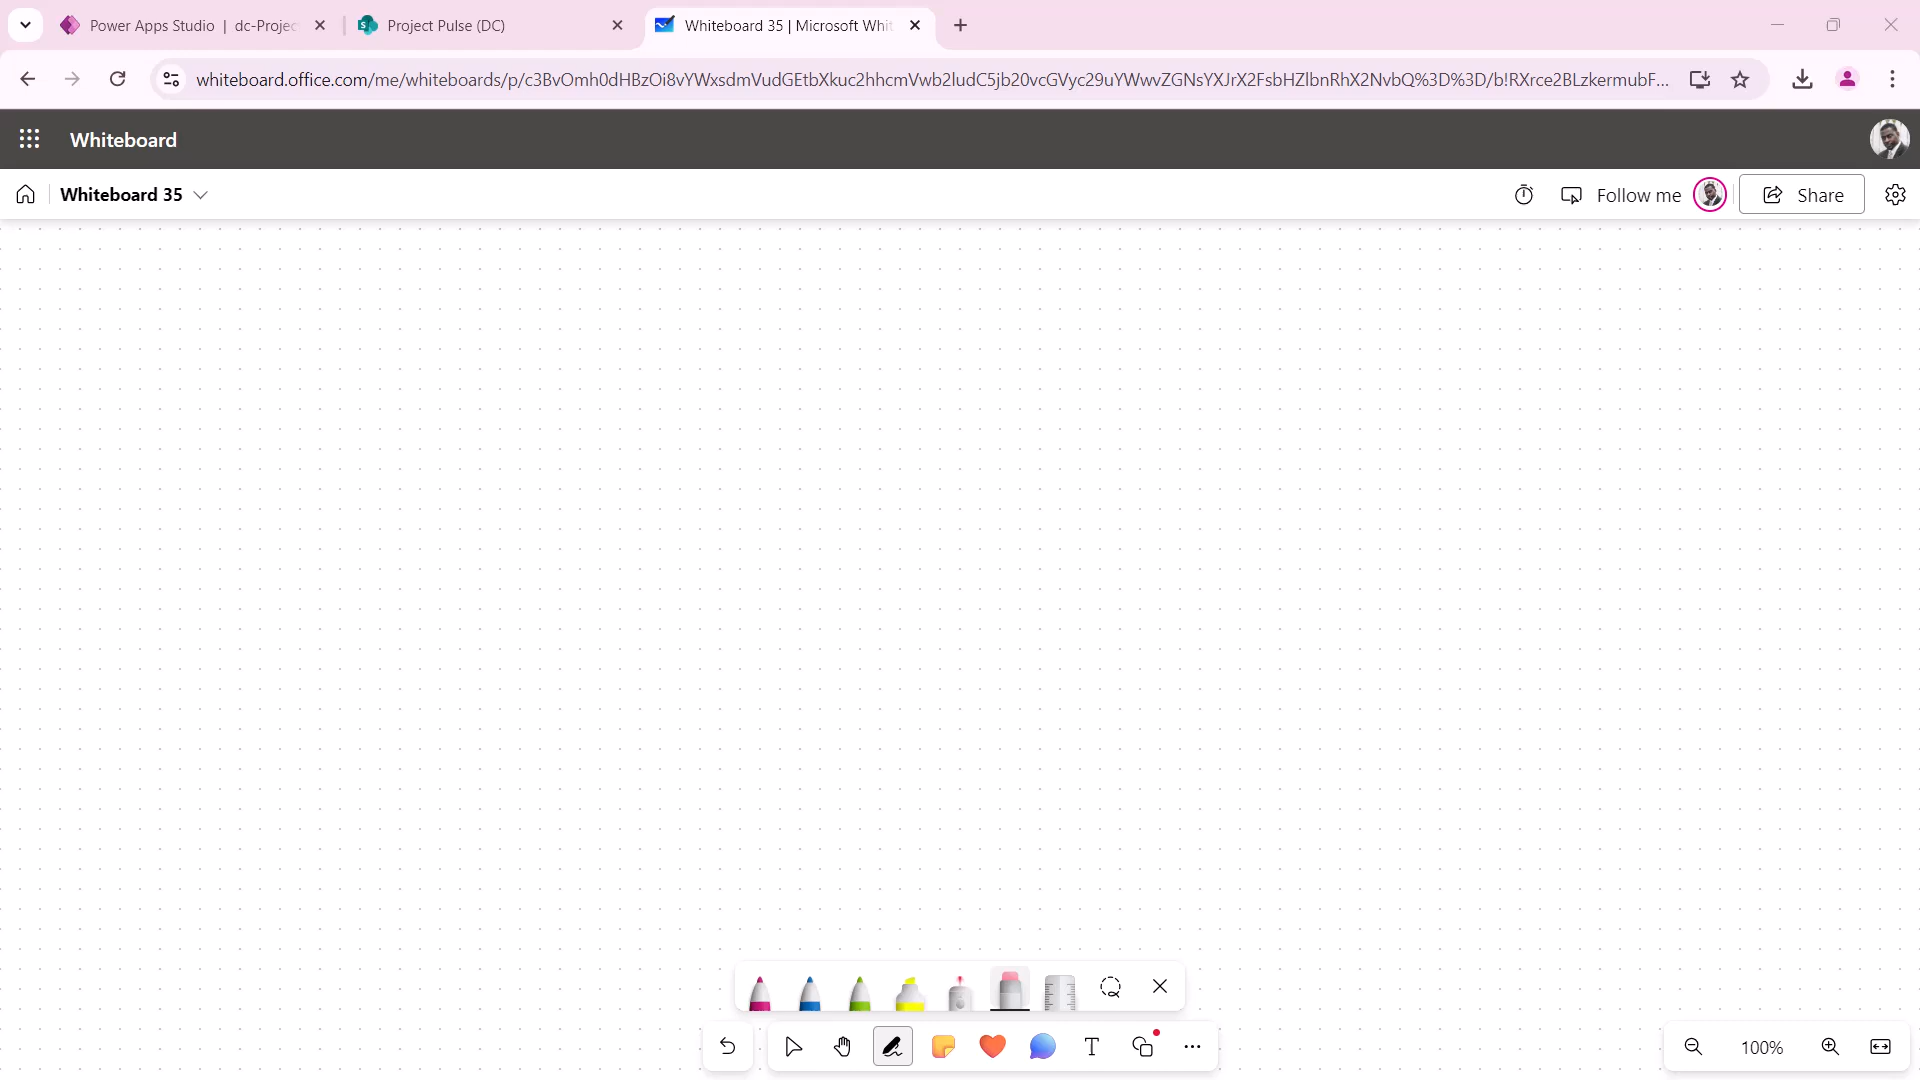 Power Apps Studio | dc-Projec
Project Pulse (DC)
Whiteboard 35 | Microsoft Whit
whiteboard.office.com/me/whiteboards/p/c3BvOmh0dHBzOi8vYWxsdmVudGEtbXkuc2hhcmVwb2ludC5jb20vcGVyc29uYWwvZGNsYXJrX2FsbHZlbnRhX2NvbQ%3D%3D/b!RXrce2BLzkermubF...
Whiteboard
Whiteboard 35
Follow me
Share
100%